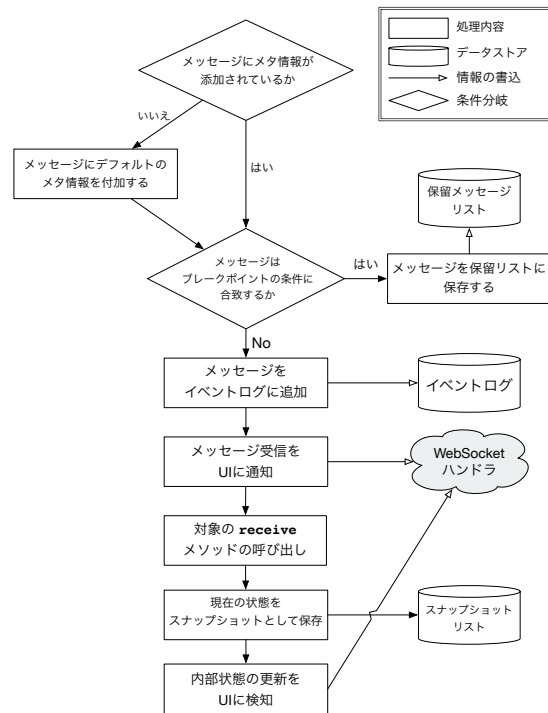 処理内容
データストア
情報の書込
条件分岐
メッセージにメタ情報が
添加されているか
いいえ
はい
メッセージにデフォルトの
メタ情報を付加する
保留メッセージ
リスト
メッセージは
ブレークポイントの条件に
合致するか
はい
メッセージを保留リストに
保存する
No
メッセージを
イベントログに追加
イベントログ
メッセージ受信を
UIに通知
WebSocket
ハンドラ
対象の receive
メソッドの呼び出し
現在の状態を
スナップショットとして保存
スナップショット
リスト
内部状態の更新を
UIに検知